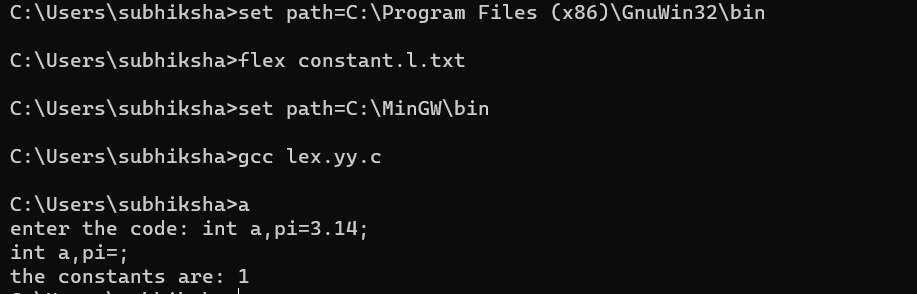 C:\Users\subhiksha>set path=C:\Program Files (x86)\GnuWin32\bin
C:\Users\subhiksha>flex constant.l.txt
C:\Users\subhiksha>set path=C:\MinGW\bin
C:\Users\subhiksha>gcc lex.yy.c
C:\Users\subhiksha>a
enter the code: int a,pi=3.14;
int a,pi=;
the constants are: 1